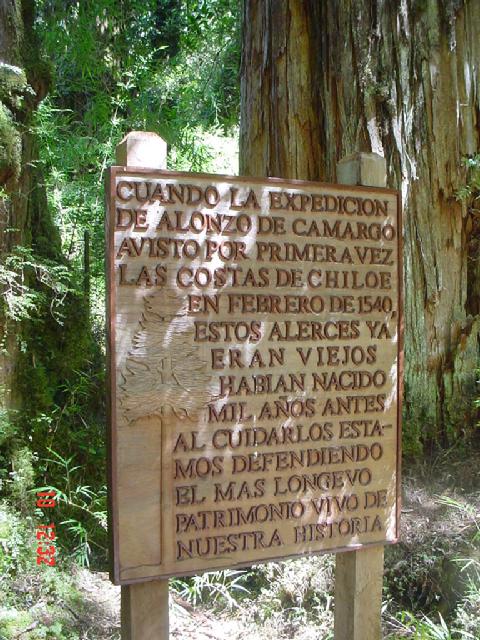 CUANDO LA EXPEDICION
DE ALONZO DE CAMARGO
AVISTO POR PRIMERA VEZ
LAS COSTAS DE CHILOE
EN FEBRERO DE 1540,
ESTOS ALERCES YA
ERAN VIEJOS
HABIAN NACIDO
MIL AÑOS ANTES
AL CUIDARLOS ESTA-
MOS DEFENDIENDO
EL MAS LONGEVO
PATRIMONIO VIVO DE
NUESTRA HISTORIA